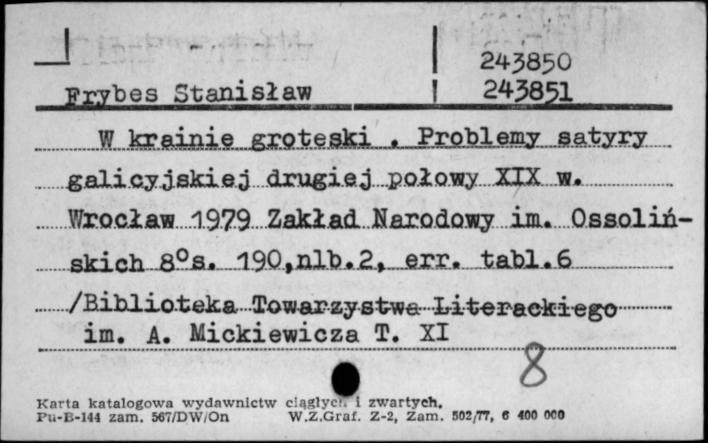 243850
Frybes Stanisław 243851
W krainie groteski . Problemy satyry
galicyjskiej drugiej połowy XIX w.
Wrocław 1979 Zakład Narodowy im. Ossoliń-
skich 8°s. 190,nlb.2, err. tabl.6
/Biblioteka Towarzystwa Literackiego
im. A. Mickiewicza T. XI
8
Karta katalogowa wydawnictw ciągłych i zwartych.
Pu-B-144 zam. 567/DW/On W.Z.Graf. Z-2, Zam. 502/77, 6 400 000